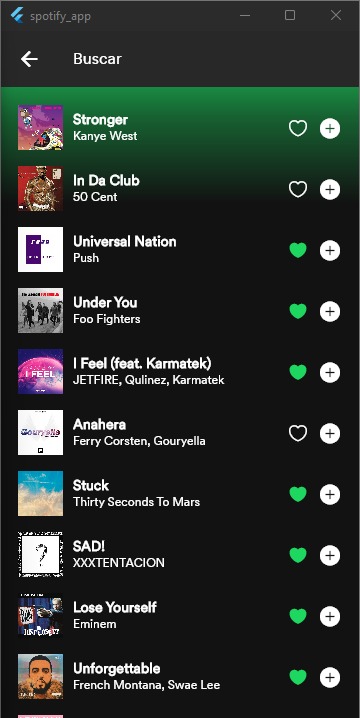 spotify_app
Buscar
Stronger
Kanye West
In Da Club
50 Cent
Universal Nation
Push
Under You
Foo Fighters
I Feel (feat. Karmatek)
JETFIRE, Qulinez, Karmatek
I FEEL
Anahera
Ferry Corsten, Gouryella
Gouryella
Stuck
Thirty Seconds To Mars
SAD!
XXXTENTACION
?
Lose Yourself
Eminem
Unforgettable
French Montana, Swae Lee